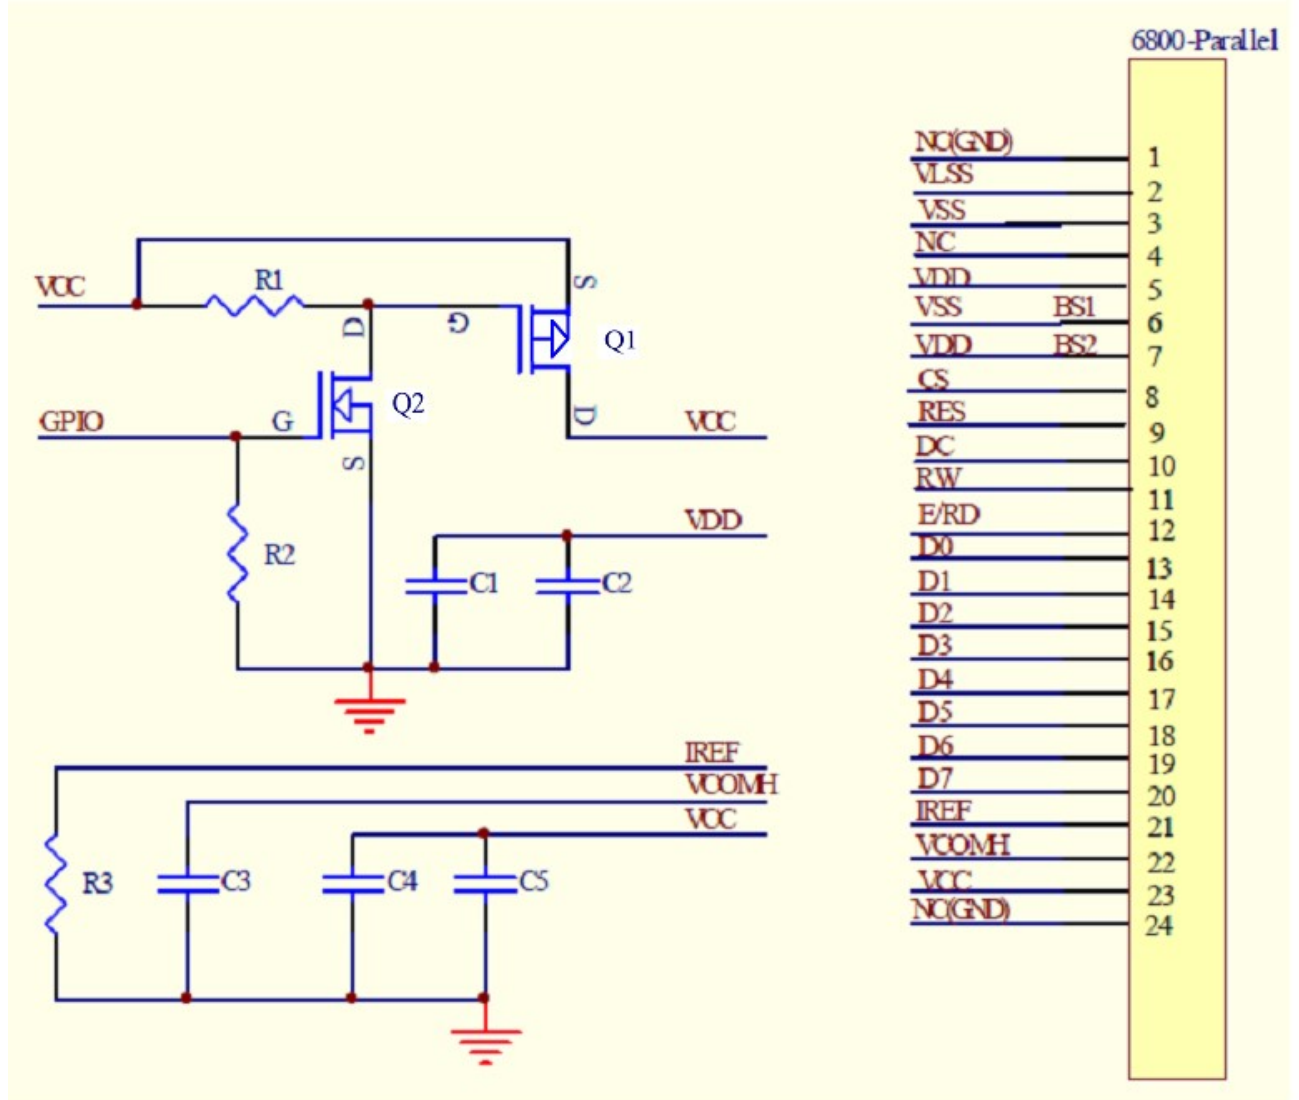 6800-Parallel
VCC
R1
S
D
G
Q1
Q2
GPIO
G
D
VCC
S
R2
VDD
C1
C2
IREF
VCOMH
VCC
R3
C3
C4
C5
NC(GND) 1
VLSS 2
VSS 3
NC 4
VDD 5
VSS BS1 6
VDD BS2 7
CS 8
RES 9
DC 10
RW 11
E/RD 12
D0 13
D1 14
D2 15
D3 16
D4 17
D5 18
D6 19
D7 20
IREF 21
VCOMH 22
VCC 23
NC(GND) 24